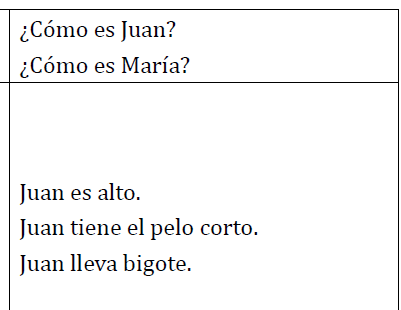 ¿Cómo es Juan?
¿Cómo es María?
Juan es alto.
Juan tiene el pelo corto.
Juan lleva bigote.